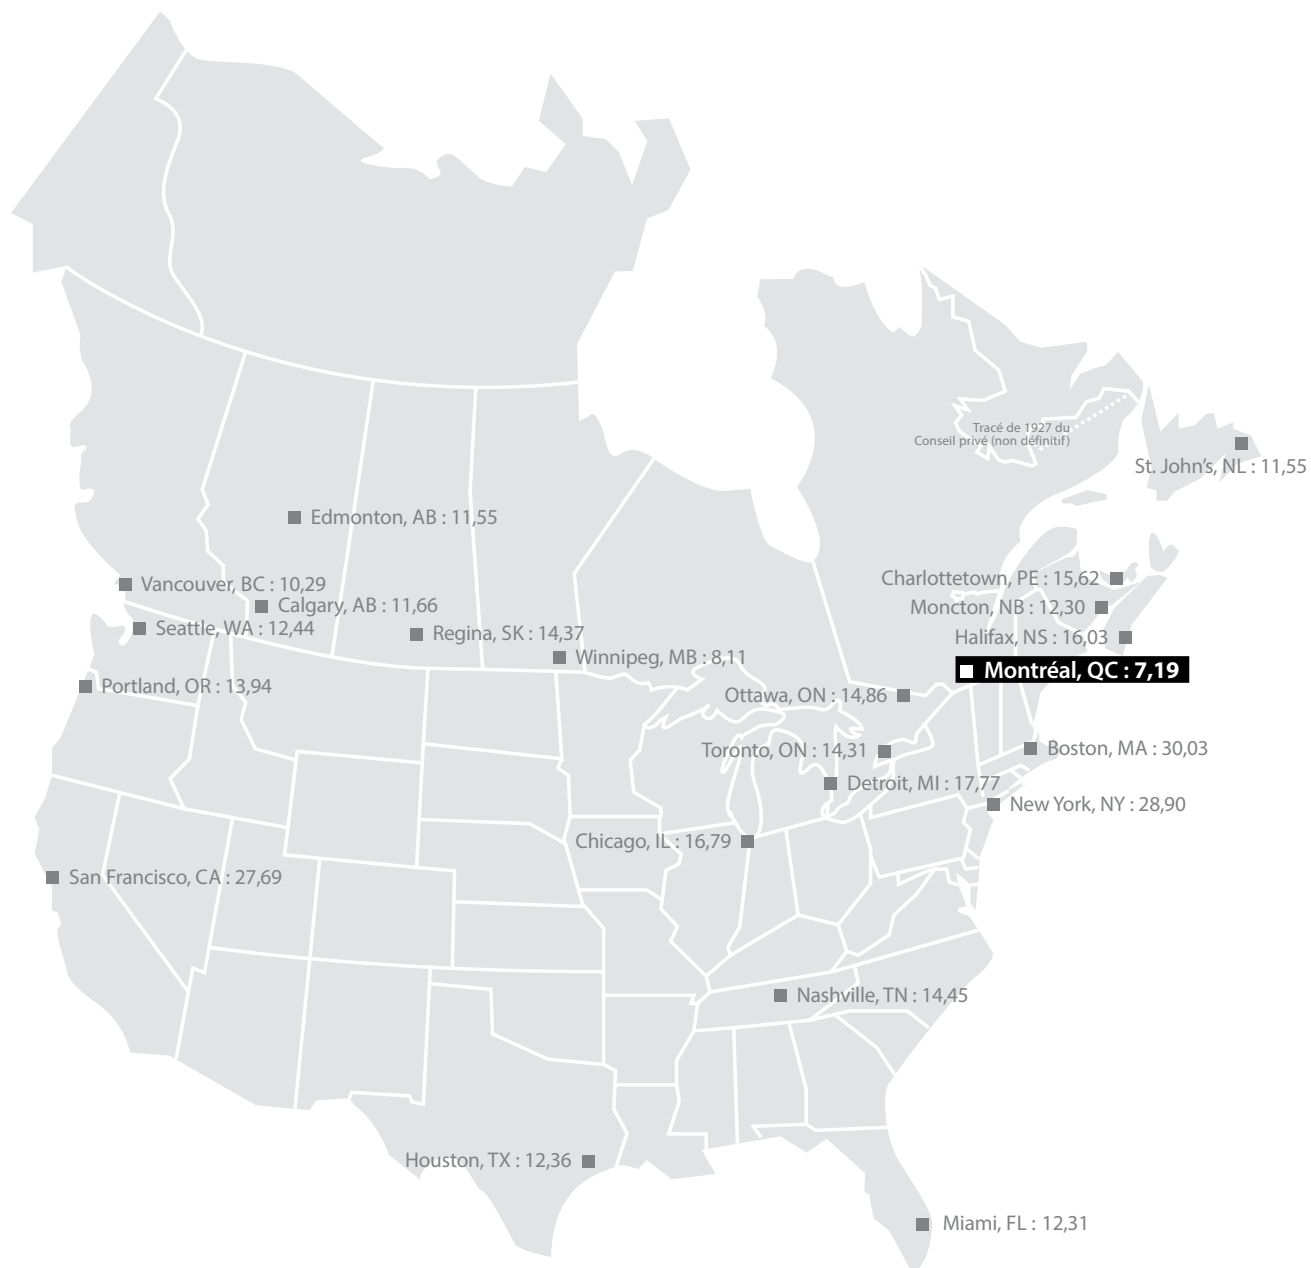 Tracé de 1927 du
Conseil privé (non définitif)
St. John’s, NL : 11,55
Edmonton, AB : 11,55
Vancouver, BC : 10,29
Charlottetown, PE : 15,62
Calgary, AB : 11,66
Moncton, NB : 12,30
Seattle, WA : 12,44
Regina, SK : 14,37
Halifax, NS : 16,03
Winnipeg, MB : 8,11
Montréal, QC : 7,19
Portland, OR : 13,94
Ottawa, ON : 14,86
Toronto, ON : 14,31
Boston, MA : 30,03
Detroit, MI : 17,77
New York, NY : 28,90
Chicago, IL : 16,79
San Francisco, CA : 27,69
Nashville, TN : 14,45
Houston, TX : 12,36
Miami, FL : 12,31